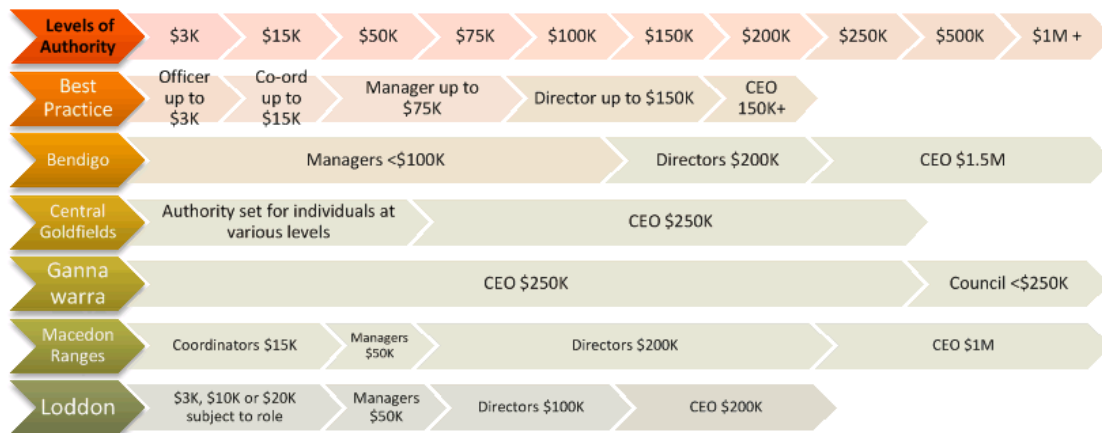 Levels of
Authority
$3K
$15K
$50K
$75K
$100K
$150K
$200K
$250K
$500K
$1M +
Best
Practice
Officer
up to
$3K
Co-ord
up to
$15K
Manager up to
$75K
Director up to $150K
CEO
150K+
Bendigo
Managers <$100K
Directors $200K
CEO $1.5M
Central
Goldfields
Authority set for individuals at
various levels
CEO $250K
Ganna
warra
CEO $250K
Council <$250K
Macedon
Ranges
Coordinators $15K
Managers
$50K
Directors $200K
CEO $1M
Loddon
$3K, $10K or $20K
subject to role
Managers
$50K
Directors $100K
CEO $200K